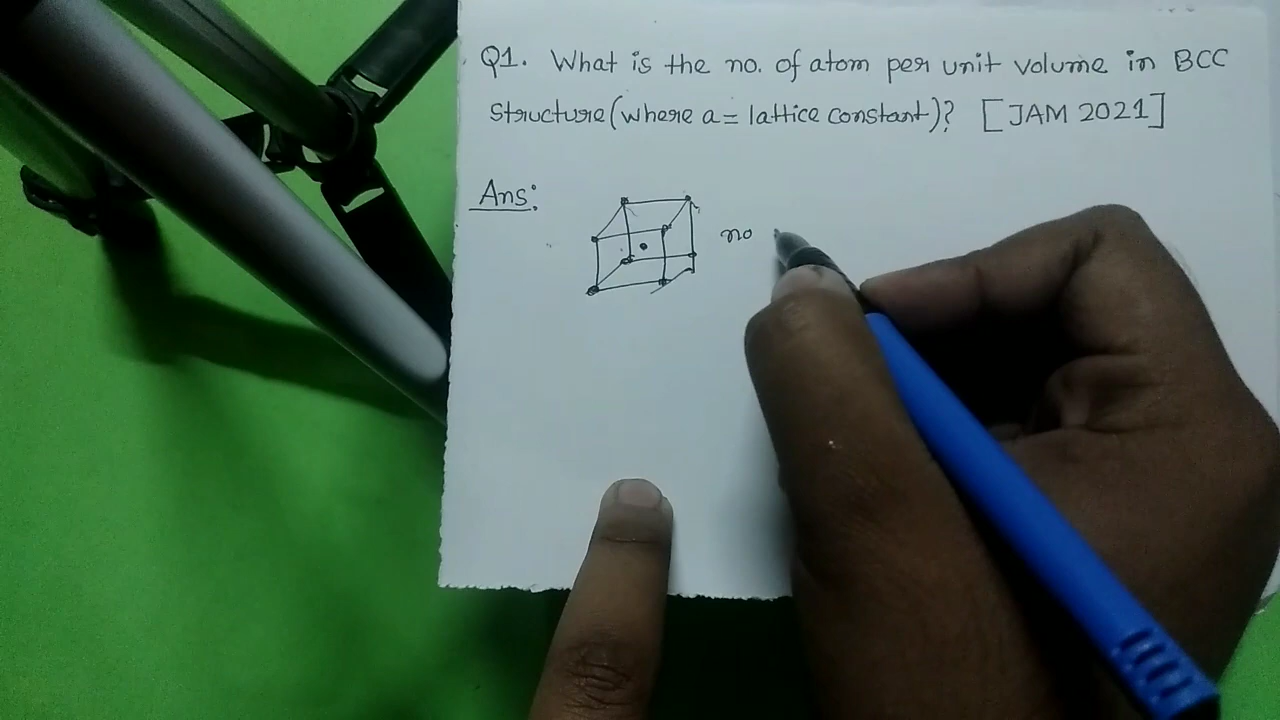 Q1. What is the no. of atom per unit volume in BCC
Structure (where a = lattice constant)? [JAM 2021]
Ans:
no